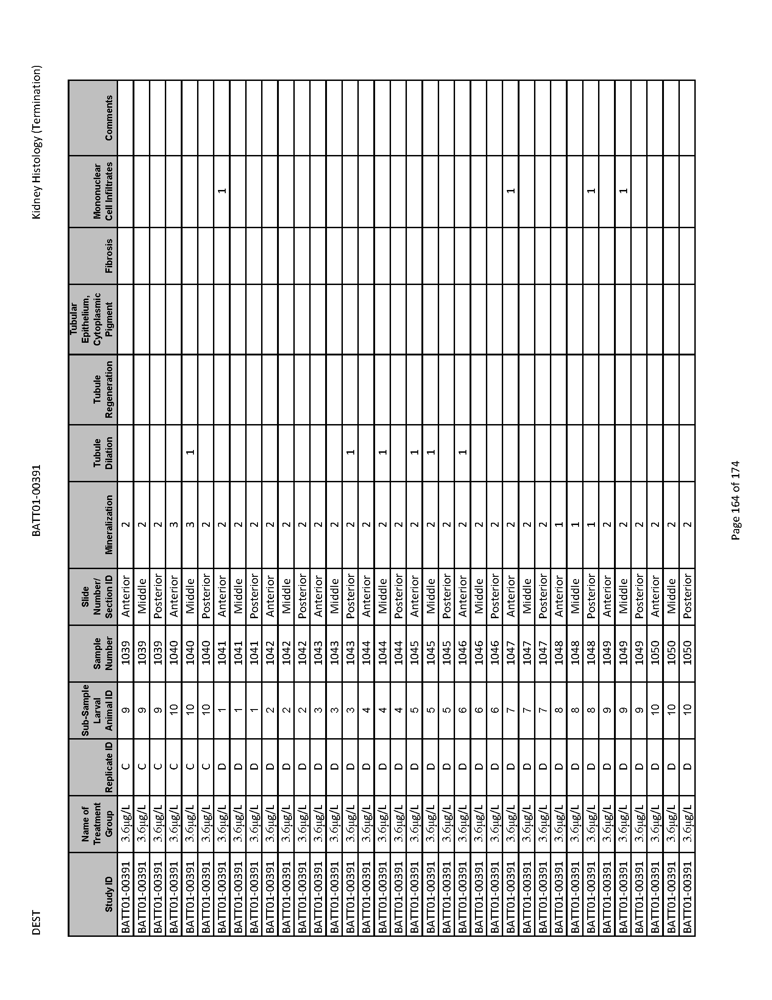 DEST BATT01-00391 Kidney Histology (Termination)
Study ID Name of Treatment Group Replicate ID Sub-Sample Larval Animal ID Sample Number Slide Number/ Section ID Mineralization Tubule Dilation Tubule Regeneration Tubular Epithelium, Cytoplasmic Pigment Fibrosis Mononuclear Cell Infiltrates Comments
BATT01-00391 3.6µg/L C 9 1039 Anterior 2
BATT01-00391 3.6µg/L C 9 1039 Middle 2
BATT01-00391 3.6µg/L C 9 1039 Posterior 2
BATT01-00391 3.6µg/L C 10 1040 Anterior 3
BATT01-00391 3.6µg/L C 10 1040 Middle 3 1
BATT01-00391 3.6µg/L C 10 1040 Posterior 2
BATT01-00391 3.6µg/L D 1 1041 Anterior 2 1
BATT01-00391 3.6µg/L D 1 1041 Middle 2
BATT01-00391 3.6µg/L D 1 1041 Posterior 2
BATT01-00391 3.6µg/L D 2 1042 Anterior 2
BATT01-00391 3.6µg/L D 2 1042 Middle 2
BATT01-00391 3.6µg/L D 2 1042 Posterior 2
BATT01-00391 3.6µg/L D 3 1043 Anterior 2
BATT01-00391 3.6µg/L D 3 1043 Middle 2
BATT01-00391 3.6µg/L D 3 1043 Posterior 2 1
BATT01-00391 3.6µg/L D 4 1044 Anterior 2
BATT01-00391 3.6µg/L D 4 1044 Middle 2 1
BATT01-00391 3.6µg/L D 4 1044 Posterior 2
BATT01-00391 3.6µg/L D 5 1045 Anterior 2 1
BATT01-00391 3.6µg/L D 5 1045 Middle 2 1
BATT01-00391 3.6µg/L D 5 1045 Posterior 2
BATT01-00391 3.6µg/L D 6 1046 Anterior 2 1
BATT01-00391 3.6µg/L D 6 1046 Middle 2
BATT01-00391 3.6µg/L D 6 1046 Posterior 2
BATT01-00391 3.6µg/L D 7 1047 Anterior 2 1
BATT01-00391 3.6µg/L D 7 1047 Middle 2
BATT01-00391 3.6µg/L D 7 1047 Posterior 2
BATT01-00391 3.6µg/L D 8 1048 Anterior 1
BATT01-00391 3.6µg/L D 8 1048 Middle 1
BATT01-00391 3.6µg/L D 8 1048 Posterior 1 1
BATT01-00391 3.6µg/L D 9 1049 Anterior 2
BATT01-00391 3.6µg/L D 9 1049 Middle 2 1
BATT01-00391 3.6µg/L D 9 1049 Posterior 2
BATT01-00391 3.6µg/L D 10 1050 Anterior 2
BATT01-00391 3.6µg/L D 10 1050 Middle 2
BATT01-00391 3.6µg/L D 10 1050 Posterior 2
Page 164 of 174